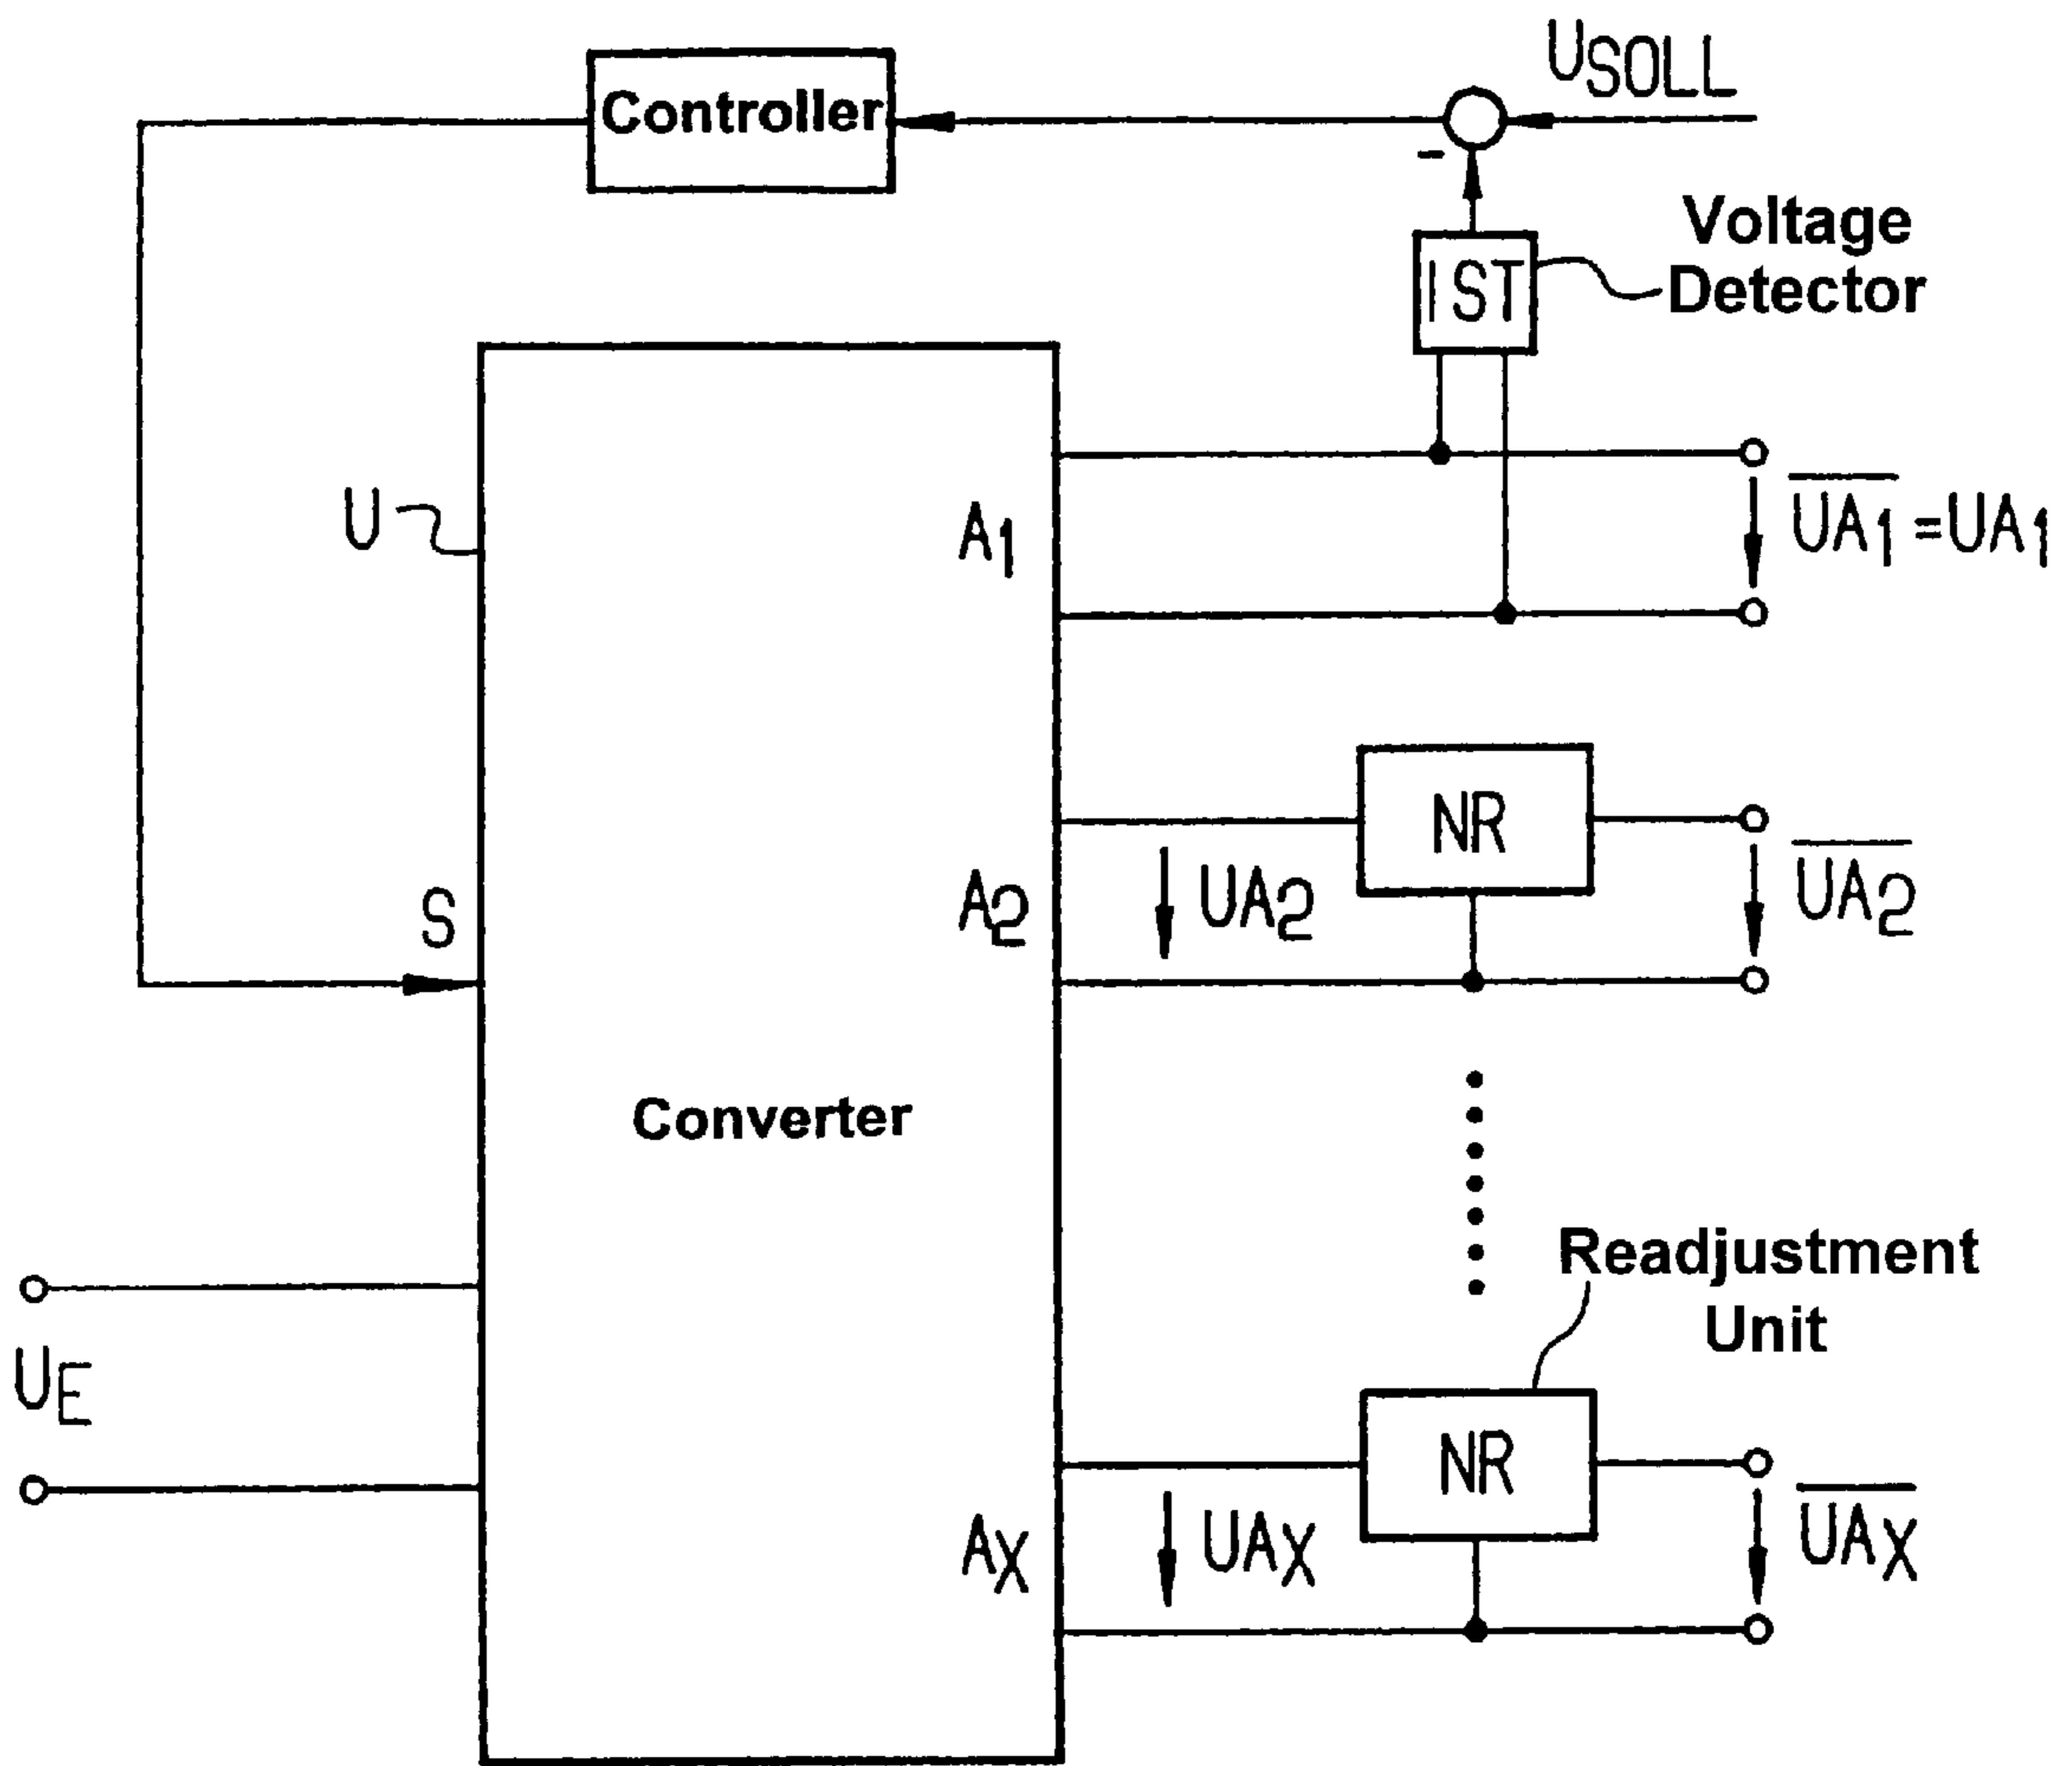 USOLL
Controller
-
Voltage
Detector
IST
U
A1
UA1 = UA1
NR
S
A2
UA2
UA2
Converter
Readjustment
Unit
UE
NR
AX
UAX
UAX